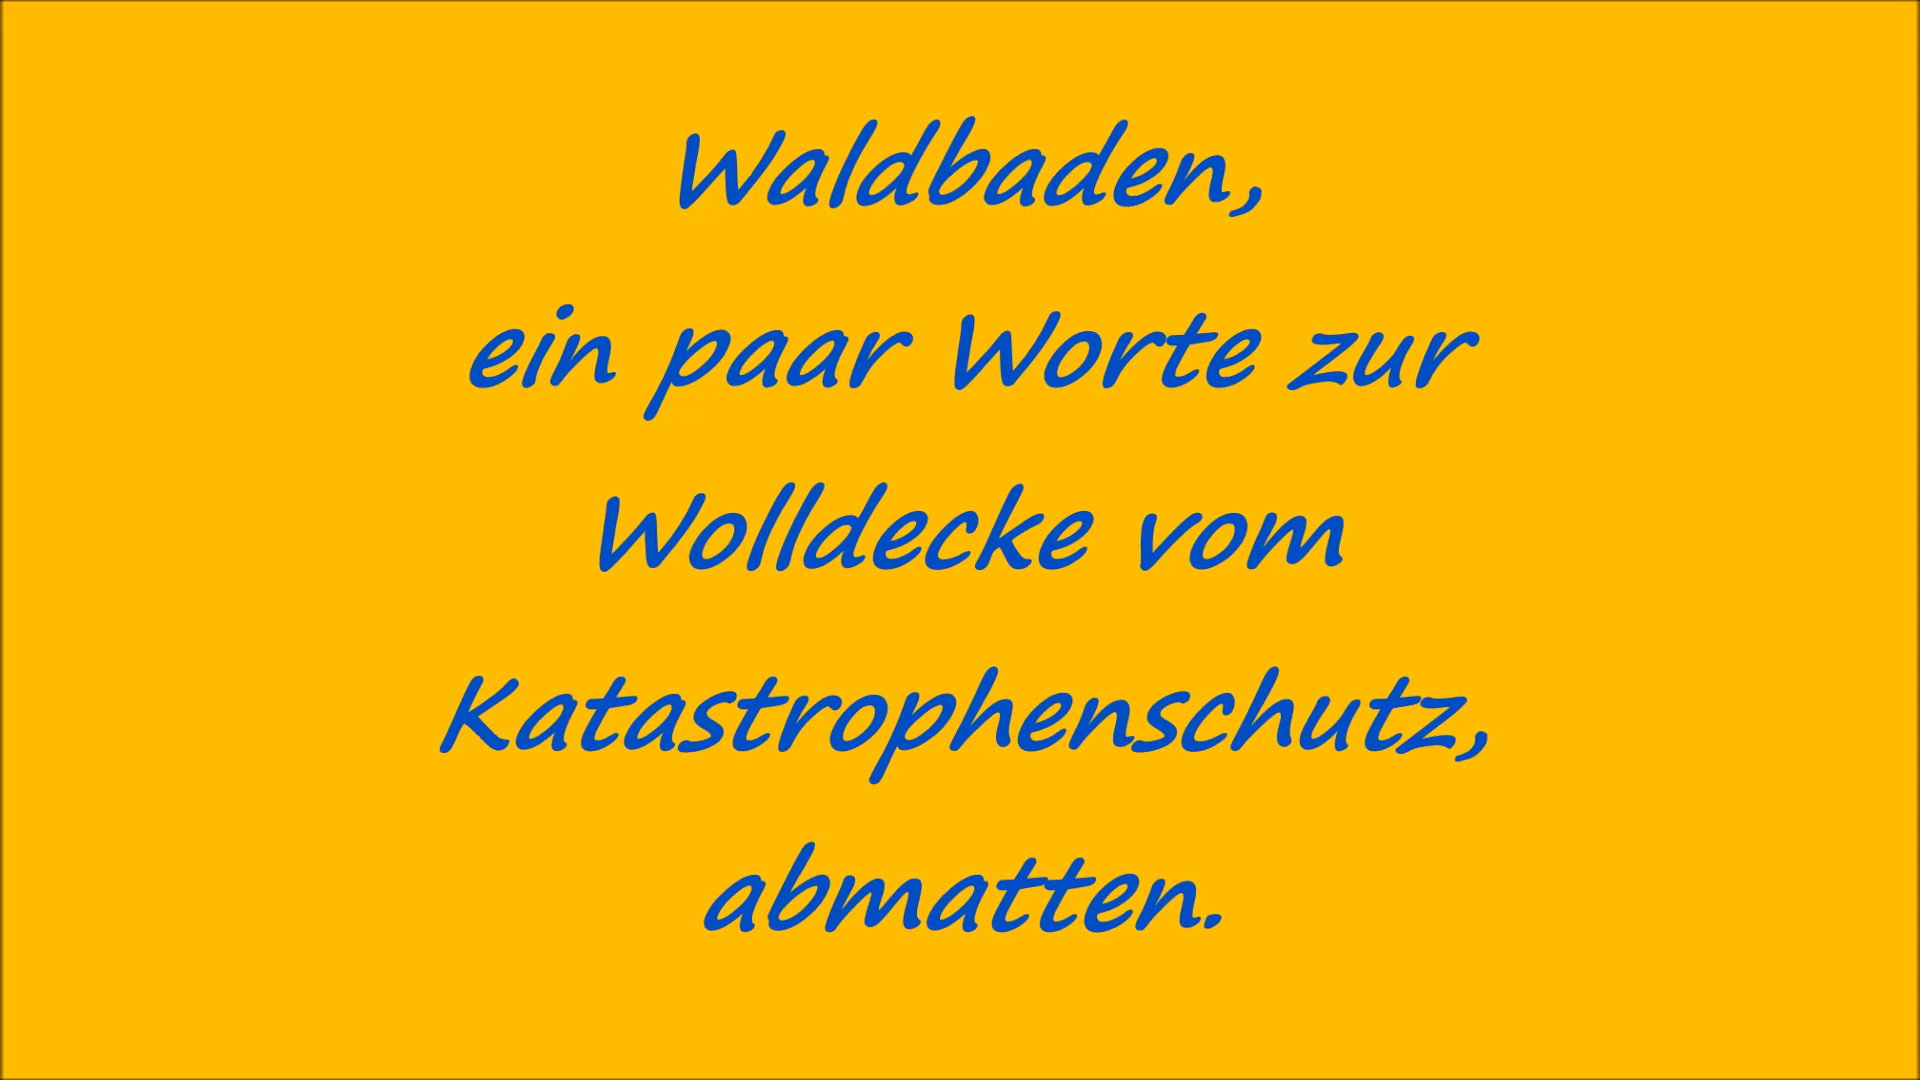 Waldbaden,
ein paar Worte zur
Wolldecke vom
Katastrophenschutz,
abmatten.